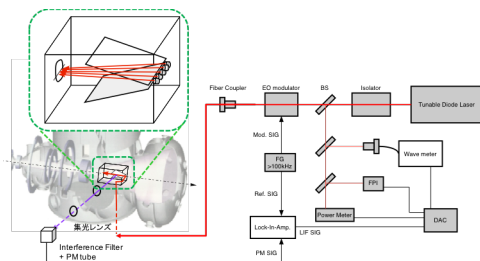 Fiber Coupler
EO modulator
BS
Isolator
Tunable Diode Laser
Mod. SIG
FG
>100kHz
Wave meter
FPI
Ref. SIG
Power Meter
DAC
Lock-In-Amp.
LIF SIG
PM SIG
集光レンズ
Interference Filter
+ PM tube